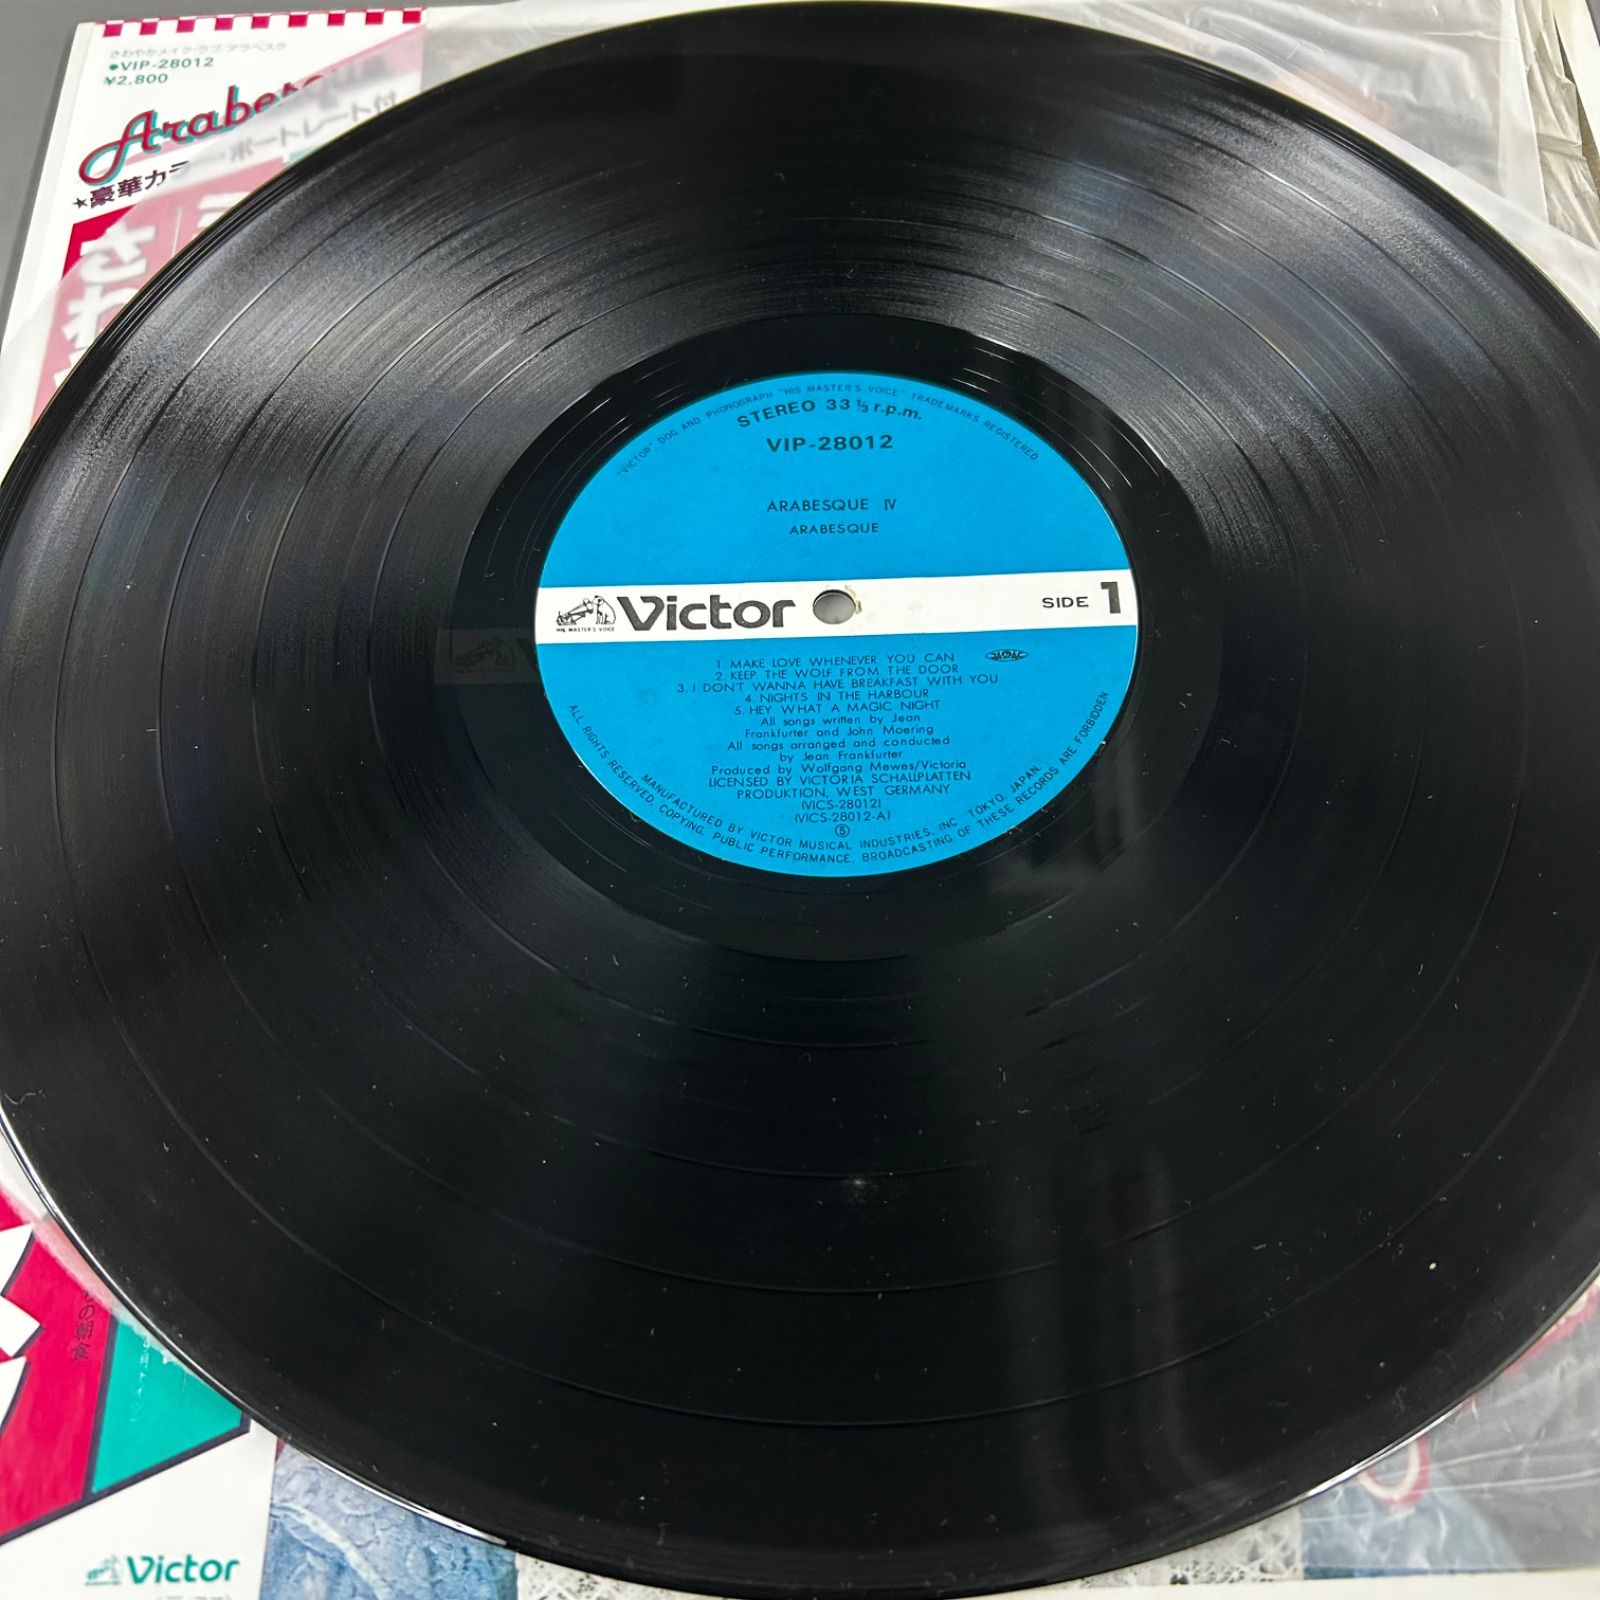 さわやかメイク・ラブ/アラベスク
●VIP-28012
¥2,800
Arabes
★豪華カラーポートレート付
"VICTOR" DOG AND PHONOGRAPH "HIS MASTER'S VOICE" TRADEMARKS REGISTERED
STEREO 33⅓ r.p.m.
VIP-28012
ARABESQUE Ⅳ
ARABESQUE
HIS MASTER'S VOICE
Victor
SIDE 1
1. MAKE LOVE WHENEVER YOU CAN
2. KEEP THE WOLF FROM THE DOOR
3. I DON'T WANNA HAVE BREAKFAST WITH YOU
4. NIGHTS IN THE HARBOUR
5. HEY WHAT A MAGIC NIGHT
All songs written by Jean
Frankfurter and John Moering
All songs arranged and conducted
by Jean Frankfurter
Produced by Wolfgang Mewes/Victoria
LICENSED BY VICTORIA SCHALLPLATTEN
PRODUKTION, WEST GERMANY
(VICS-28012)
(VICS-28012-A)
Ⓢ
MANUFACTURED BY VICTOR MUSICAL INDUSTRIES, INC. TOKYO, JAPAN.
ALL RIGHTS RESERVED. COPYING, PUBLIC PERFORMANCE, BROADCASTING OF THESE RECORDS ARE FORBIDDEN
の朝食
Victor